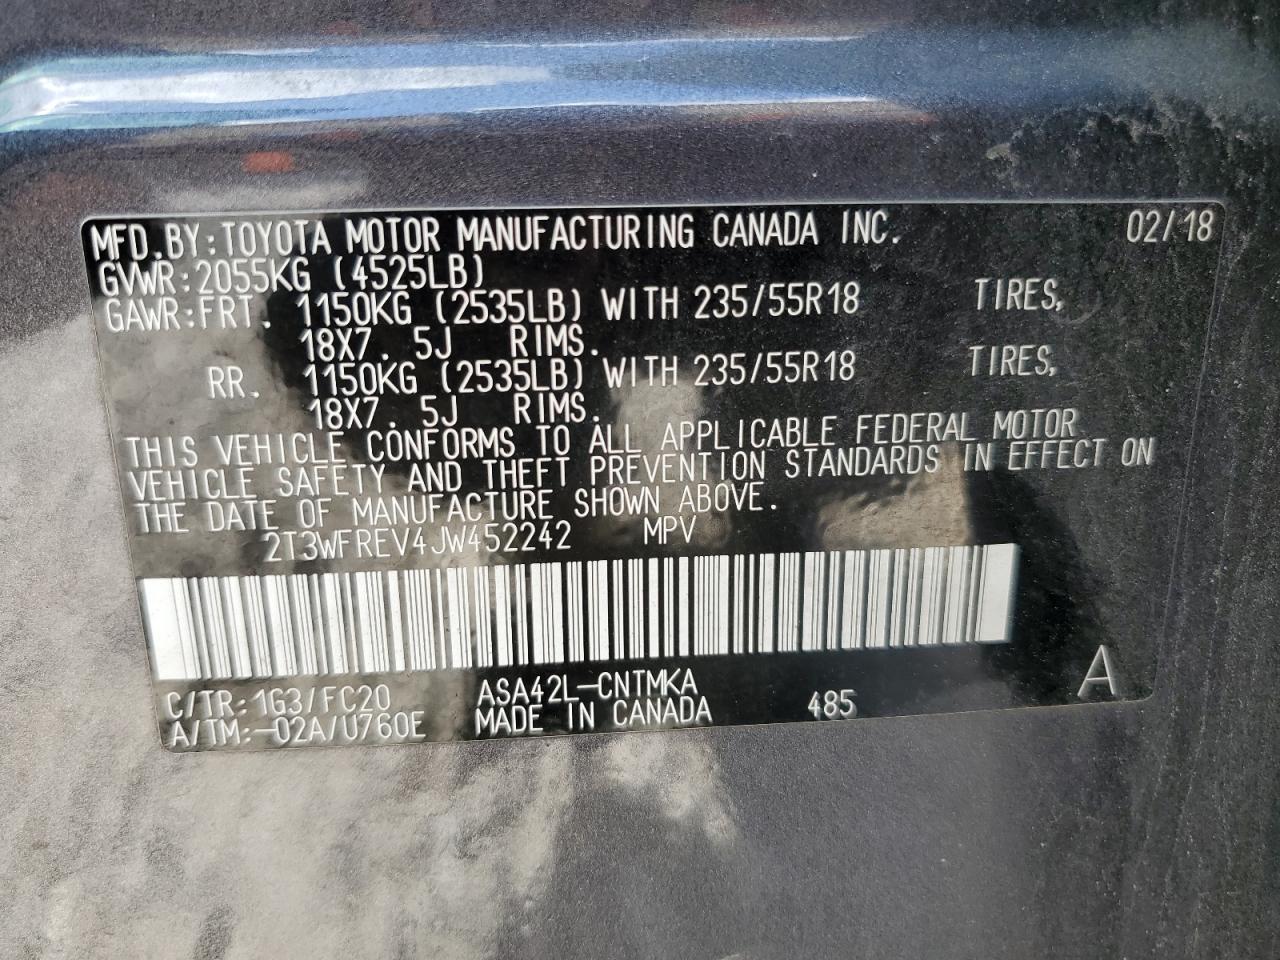 MFD.BY:TOYOTA MOTOR MANUFACTURING CANADA INC. 02/18
GVWR:2055KG (4525LB)
GAWR:FRT. 1150KG (2535LB) WITH 235/55R18 TIRES,
18X7. 5J RIMS.
RR. 1150KG (2535LB) WITH 235/55R18 TIRES,
18X7. 5J RIMS.
THIS VEHICLE CONFORMS TO ALL APPLICABLE FEDERAL MOTOR
VEHICLE SAFETY AND THEFT PREVENTION STANDARDS IN EFFECT ON
THE DATE OF MANUFACTURE SHOWN ABOVE.
2T3WFREV4JW452242 MPV
C/TR:1G3/FC20 ASA42L-CNTMKA A
A/TM:-02A/U760E MADE IN CANADA 485